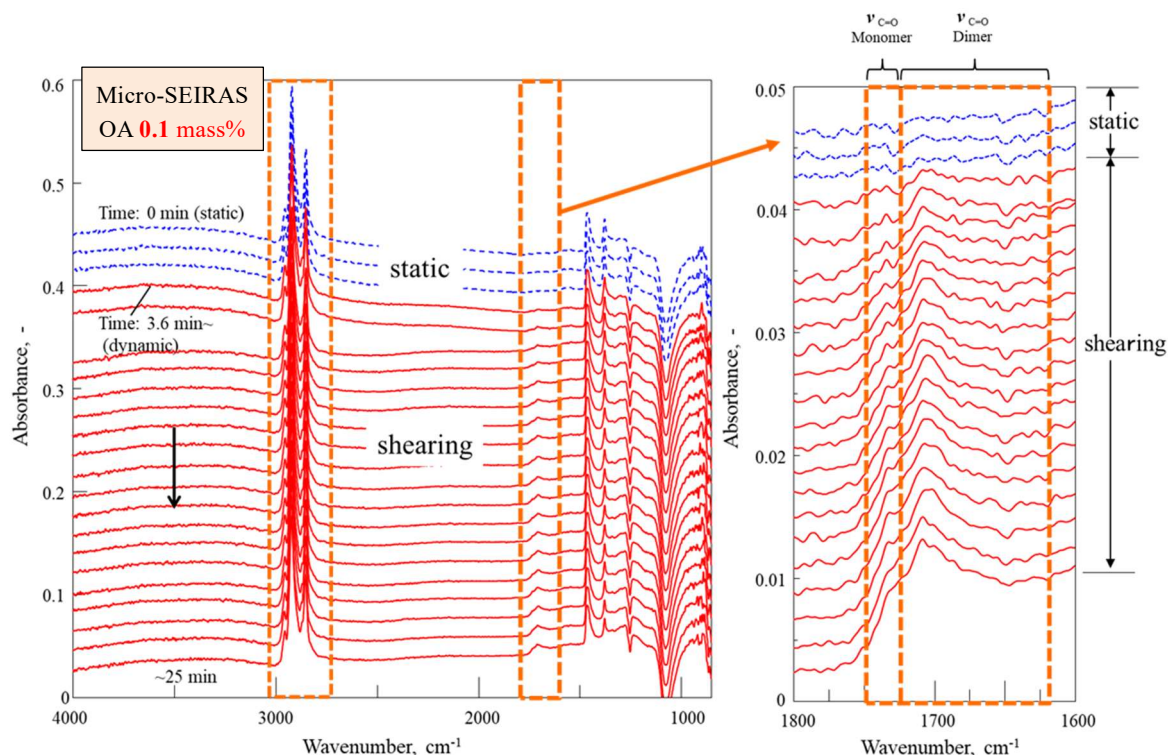 Micro-SEIRAS
OA 0.1 mass%
0.6
0.5
0.4
0.3
0.2
0.1
0
Absorbance, -
Time: 0 min (static)
Time: 3.6 min~
(dynamic)
static
shearing
~25 min
4000
3000
2000
1000
Wavenumber, cm-1
ν C=O
Monomer
ν C=O
Dimer
0.05
0.04
0.03
0.02
0.01
0
Absorbance, -
static
shearing
1800
1700
1600
Wavenumber, cm-1